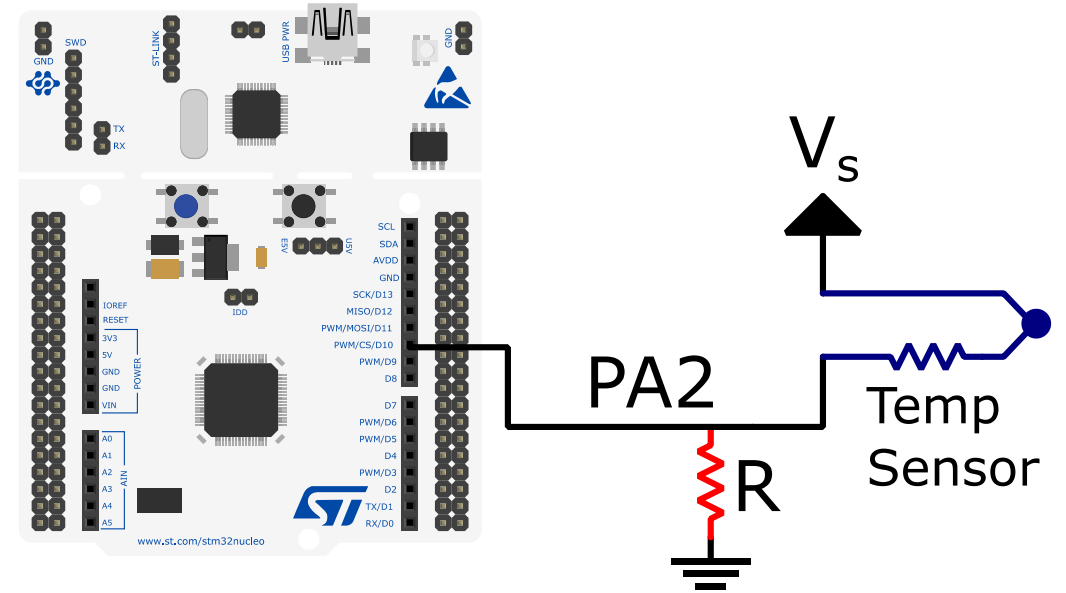 GND
SWD
TX
RX
ST-LINK
USB PWR
GND
E5V
U5V
IDD
IOREF
RESET
3V3
5V
GND
GND
VIN
POWER
A0
A1
A2
A3
A4
A5
AIN
SCL
SDA
AVDD
GND
SCK/D13
MISO/D12
PWM/MOSI/D11
PWM/CS/D10
PWM/D9
D8
D7
PWM/D6
PWM/D5
D4
PWM/D3
D2
TX/D1
RX/D0
ST
www.st.com/stm32nucleo
Vs
PA2
Temp
Sensor
R